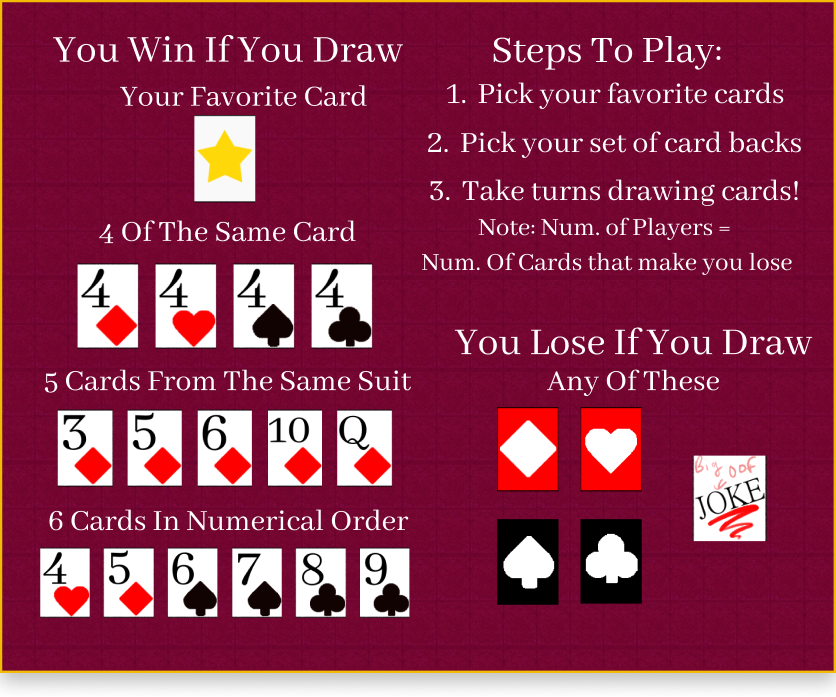 You Win If You Draw
Your Favorite Card
4 Of The Same Card
4 4 4 4
5 Cards From The Same Suit
3 5 6 10 Q
6 Cards In Numerical Order
4 5 6 7 8 9
Steps To Play:
1. Pick your favorite cards
2. Pick your set of card backs
3. Take turns drawing cards!
Note: Num. of Players =
Num. Of Cards that make you lose
You Lose If You Draw
Any Of These
Big OOF
JOKE